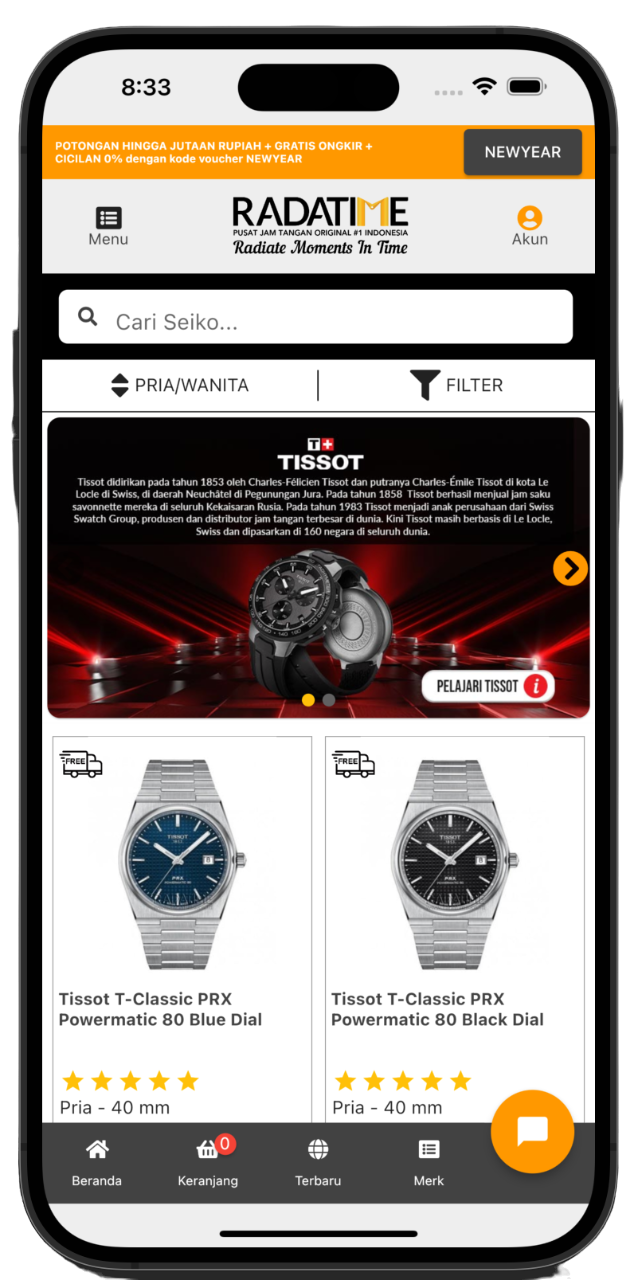 8:33
POTONGAN HINGGA JUTAAN RUPIAH + GRATIS ONGKIR +
CICILAN 0% dengan kode voucher NEWYEAR
NEWYEAR
Menu
RADATIME
PUSAT JAM TANGAN ORIGINAL #1 INDONESIA
Radiate Moments In Time
Akun
Cari Seiko...
PRIA/WANITA
FILTER
TISSOT
Tissot didirikan pada tahun 1853 oleh Charles-Félicien Tissot dan putranya Charles-Émile Tissot di kota Le
Locle di Swiss, di daerah Neuchâtel di Pegunungan Jura. Pada tahun 1858 Tissot berhasil menjual jam saku
savonnette mereka di seluruh Kekaisaran Rusia. Pada tahun 1983 Tissot menjadi anak perusahaan dari Swiss
Swatch Group, produsen dan distributor jam tangan terbesar di dunia. Kini Tissot masih berbasis di Le Locle,
Swiss dan dipasarkan di 160 negara di seluruh dunia.
PELAJARI TISSOT i
FREE
TISSOT
PRX
FREE
TISSOT
PRX
Tissot T-Classic PRX
Powermatic 80 Blue Dial
Tissot T-Classic PRX
Powermatic 80 Black Dial
Pria - 40 mm
Pria - 40 mm
Beranda
0
Keranjang
Terbaru
Merk